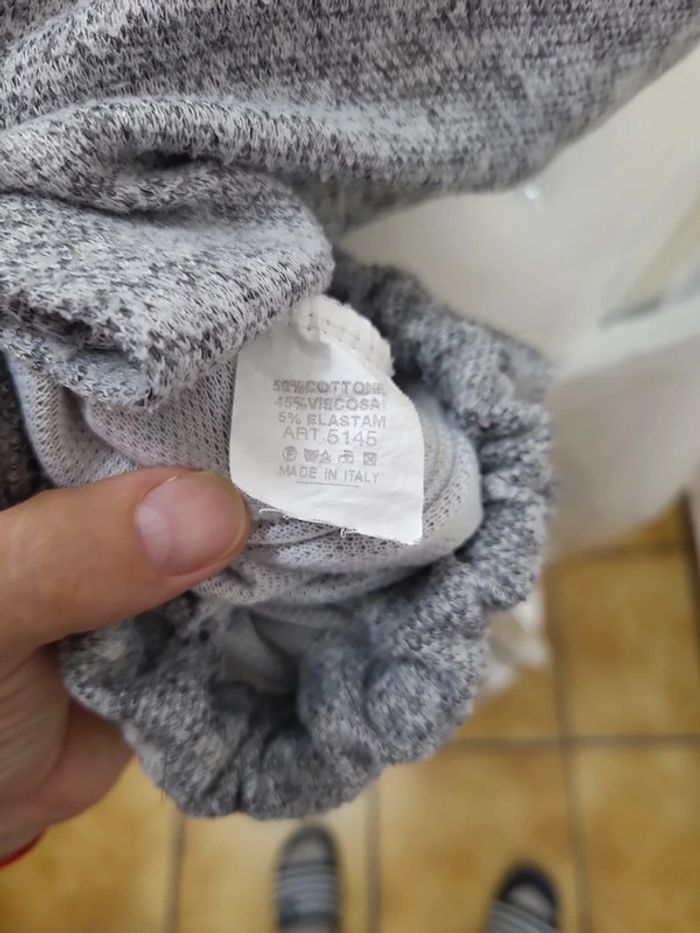 50%COTTONE
45%VISCOSA
5% ELASTAM
ART.5145
MADE IN ITALY